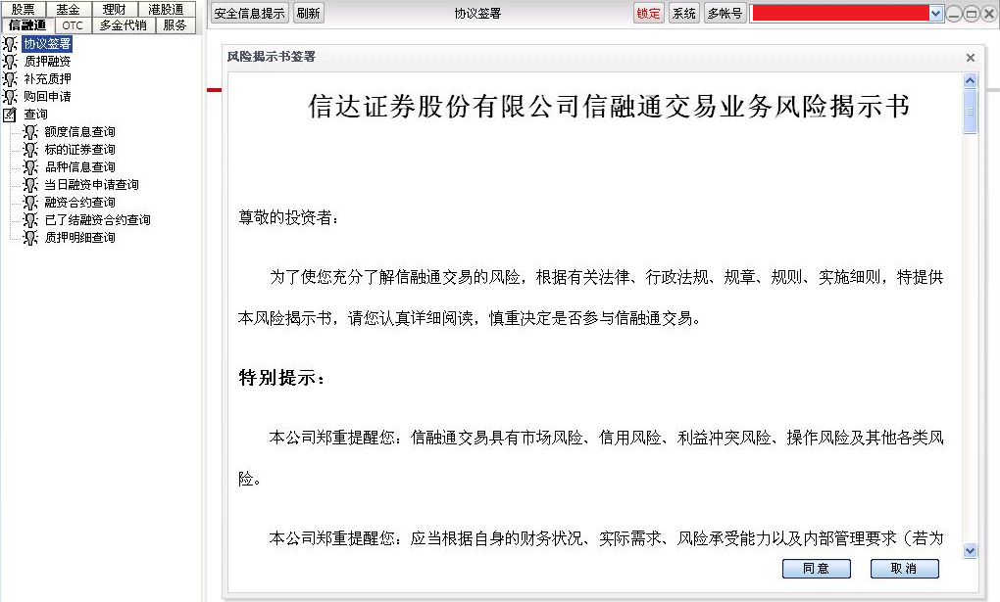 股票 基金 理财 港股通
信融通 OTC 多金代销 服务
协议签署
质押融资
补充质押
购回申请
查询
额度信息查询
标的证券查询
品种信息查询
当日融资申请查询
融资合约查询
已了结融资合约查询
质押明细查询
安全信息提示 刷新 协议签署 锁定 系统 多帐号
风险揭示书签署
信达证券股份有限公司信融通交易业务风险揭示书
尊敬的投资者：
为了使您充分了解信融通交易的风险，根据有关法律、行政法规、规章、规则、实施细则，特提供
本风险揭示书，请您认真详细阅读，慎重决定是否参与信融通交易。
特别提示：
本公司郑重提醒您：信融通交易具有市场风险、信用风险、利益冲突风险、操作风险及其他各类风
险。
本公司郑重提醒您：应当根据自身的财务状况、实际需求、风险承受能力以及内部管理要求（若为
同意 取消